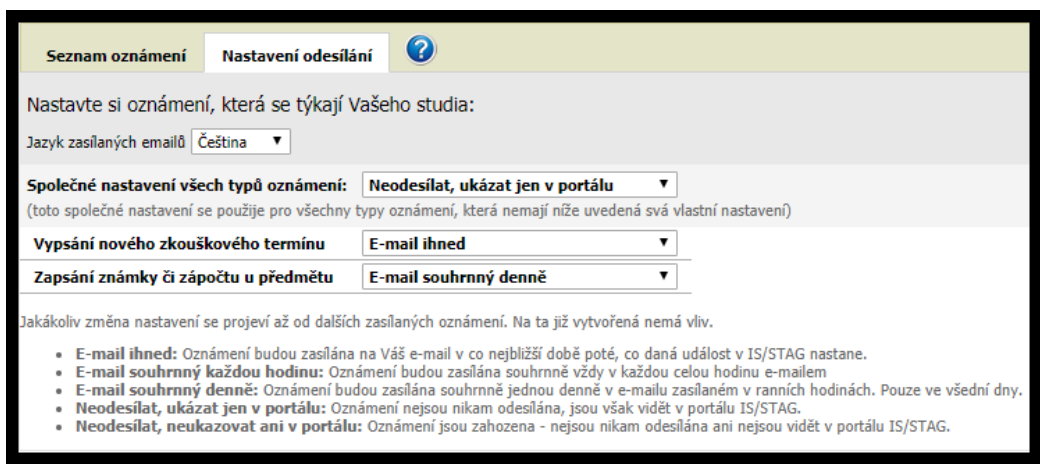 Seznam oznámení Nastavení odesílání ?
Nastavte si oznámení, která se týkají Vašeho studia:
Jazyk zasílaných emailů Čeština
Společné nastavení všech typů oznámení: Neodesílat, ukázat jen v portálu
(toto společné nastavení se použije pro všechny typy oznámení, která nemají níže uvedená svá vlastní nastavení)
Vypsání nového zkouškového termínu E-mail ihned
Zapsání známky či zápočtu u předmětu E-mail souhrnný denně
Jakákoliv změna nastavení se projeví až od dalších zasílaných oznámení. Na ta již vytvořená nemá vliv.
• E-mail ihned: Oznámení budou zasílána na Váš e-mail v co nejbližší době poté, co daná událost v IS/STAG nastane.
• E-mail souhrnný každou hodinu: Oznámení budou zasílána souhrnně vždy v každou celou hodinu e-mailem
• E-mail souhrnný denně: Oznámení budou zasílána souhrnně jednou denně v e-mailu zasílaném v ranních hodinách. Pouze ve všední dny.
• Neodesílat, ukázat jen v portálu: Oznámení nejsou nikam odesílána, jsou však vidět v portálu IS/STAG.
• Neodesílat, neukazovat ani v portálu: Oznámení jsou zahozena - nejsou nikam odesílána ani nejsou vidět v portálu IS/STAG.